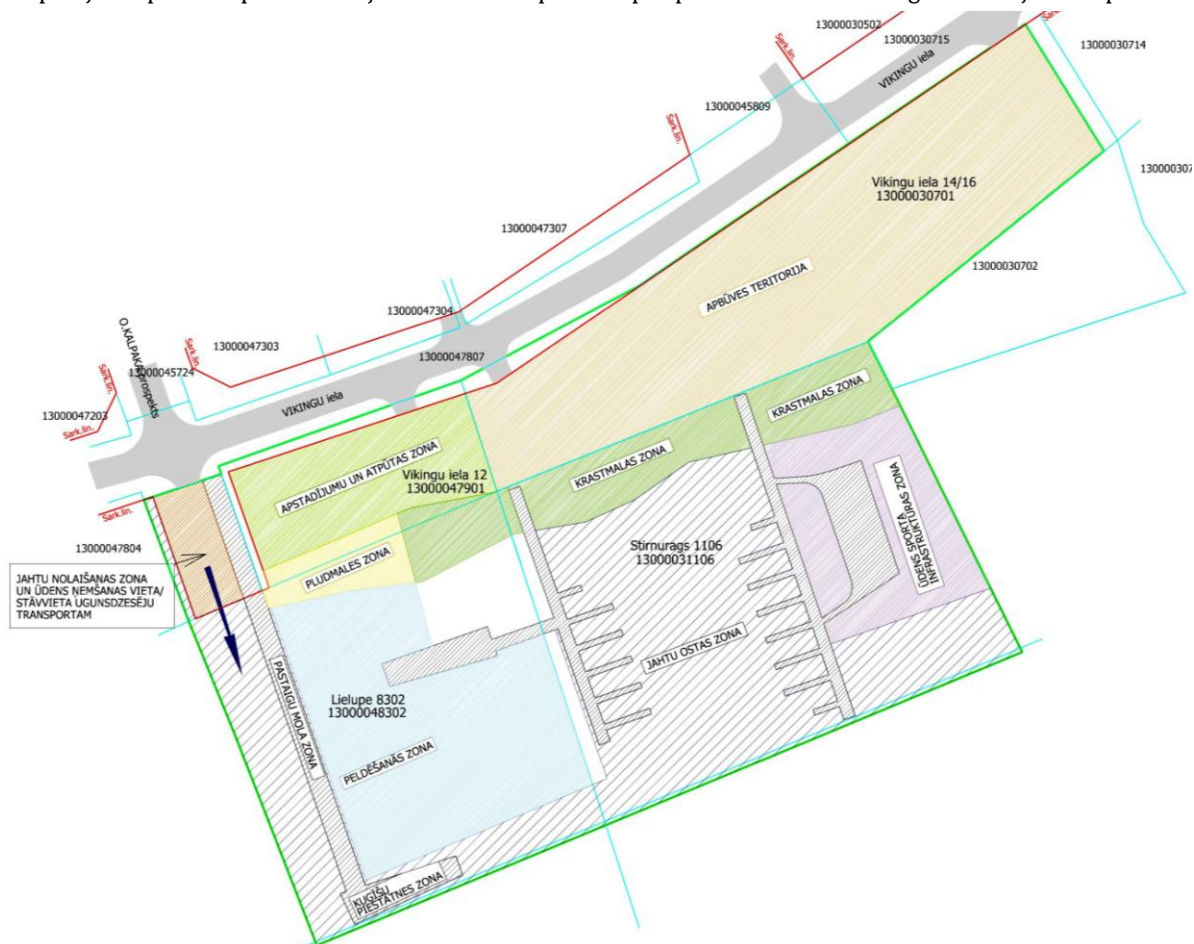 13000030502
13000030715
VIKINGU iela
13000030714
Sark.lin.
13000045809
Sark.lin.
Vikingu iela 14/16
13000030701
13000047307
13000030702
APBŪVES TERITORIJA
13000047304
O.KALPAKA prospekts
Sark.lin.
13000047303
13000047807
13000045724
Sark.lin.
13000047203
Sark.lin.
VIKINGU iela
KRASTMALAS ZONA
APSTĀDĪJUMU UN ATPŪTAS ZONA
Vikingu iela 12
13000047901
KRASTMALAS ZONA
ŪDENS SPORTA
INFRASTRUKTŪRAS ZONA
13000047804
PLUDMALES ZONA
Stirnurags 1106
13000031106
JAHTU NOLAIŠANAS ZONA
UN ŪDENS ŅEMŠANAS VIETA/
STĀVVIETA UGUNSDZESĒJU
TRANSPORTAM
JAHTU OSTAS ZONA
PASTAIGU MOLA ZONA
Lielupe 8302
13000048302
PELDĒŠANĀS ZONA
KUĢĪŠU
PIESTĀTNES ZONA